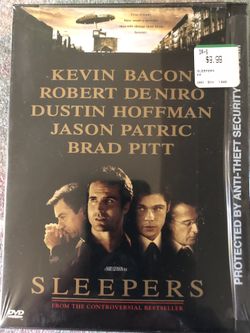 $9.99
SLEEPERS
KEVIN BACON
ROBERT DE NIRO
DUSTIN HOFFMAN
JASON PATRIC
BRAD PITT
PROTECTED BY ANTI-THEFT SECURITY
SLEEPERS
FROM THE CONTROVERSIAL BESTSELLER
DVD